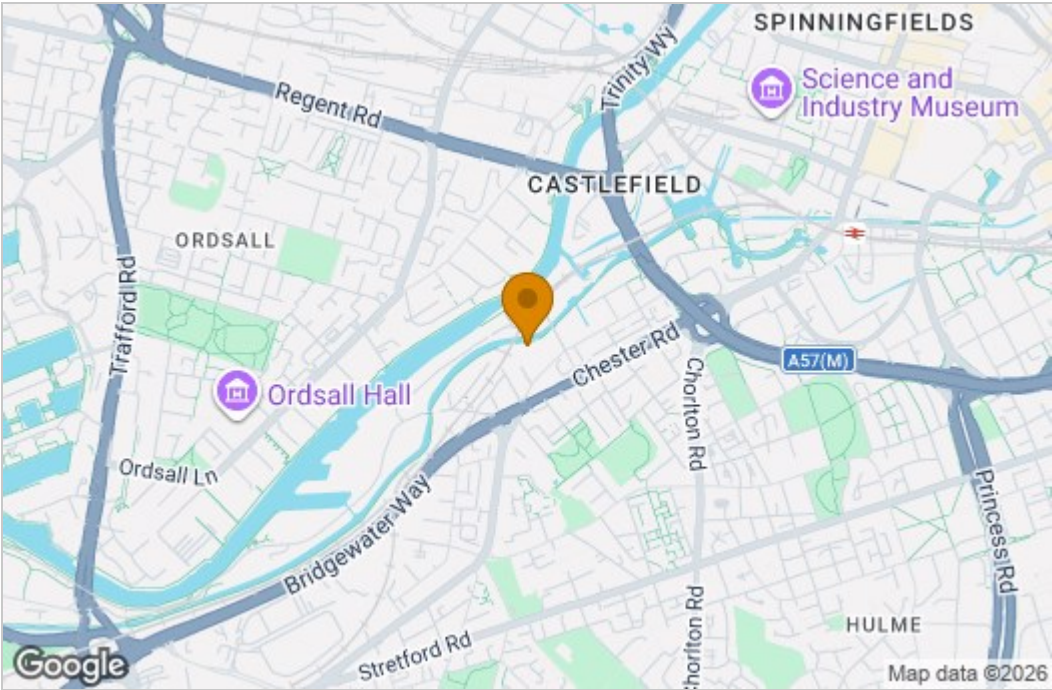 SPINNINGFIELDS
Trinity Wy
Science and
Industry Museum
Regent Rd
CASTLEFIELD
ORDSALL
Trafford Rd
Chester Rd
A57(M)
Ordsall Hall
Chorlton Rd
Ordsall Ln
Princess Rd
Bridgewater Way
Chorlton Rd
HULME
Stretford Rd
Google
Map data ©2026